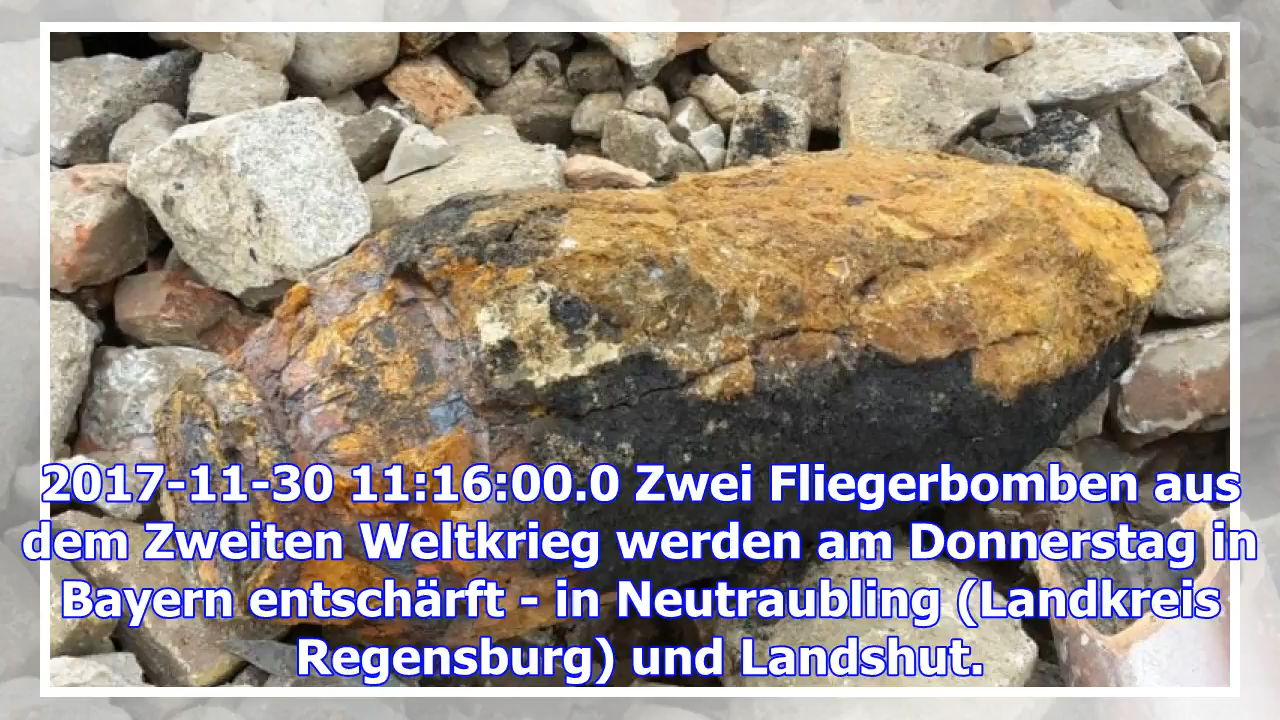 2017-11-30 11:16:00.0 Zwei Fliegerbomben aus
dem Zweiten Weltkrieg werden am Donnerstag in
Bayern entschärft - in Neutraubling (Landkreis
Regensburg) und Landshut.